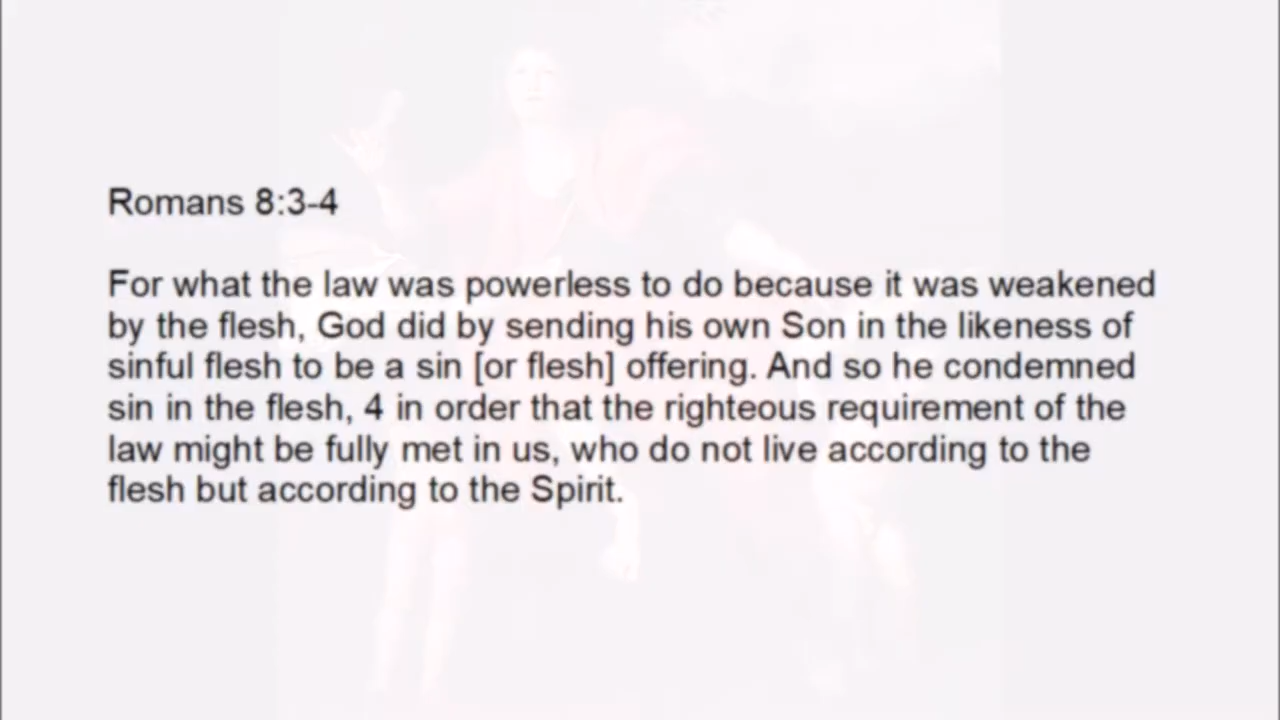 Romans 8:3-4
For what the law was powerless to do because it was weakened
by the flesh, God did by sending his own Son in the likeness of
sinful flesh to be a sin [or flesh] offering. And so he condemned
sin in the flesh, 4 in order that the righteous requirement of the
law might be fully met in us, who do not live according to the
flesh but according to the Spirit.